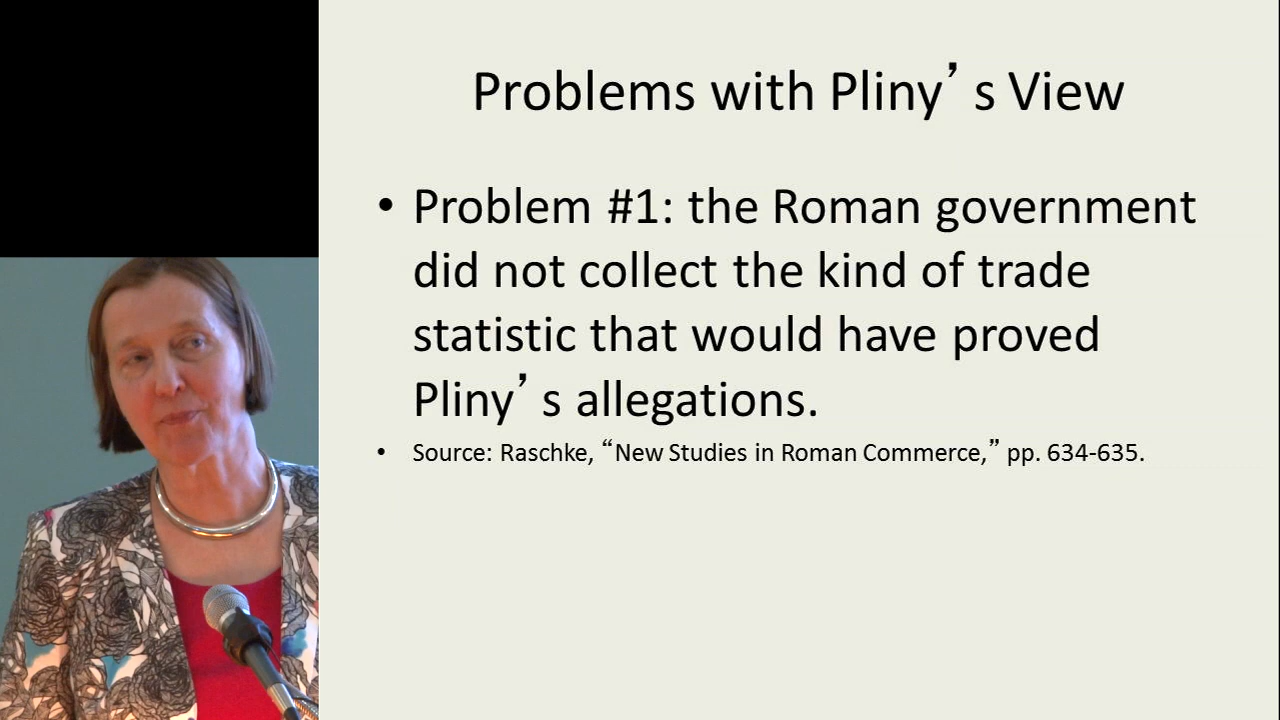 Problems with Pliny’s View
• Problem #1: the Roman government
did not collect the kind of trade
statistic that would have proved
Pliny’s allegations.
• Source: Raschke, “New Studies in Roman Commerce,” pp. 634-635.